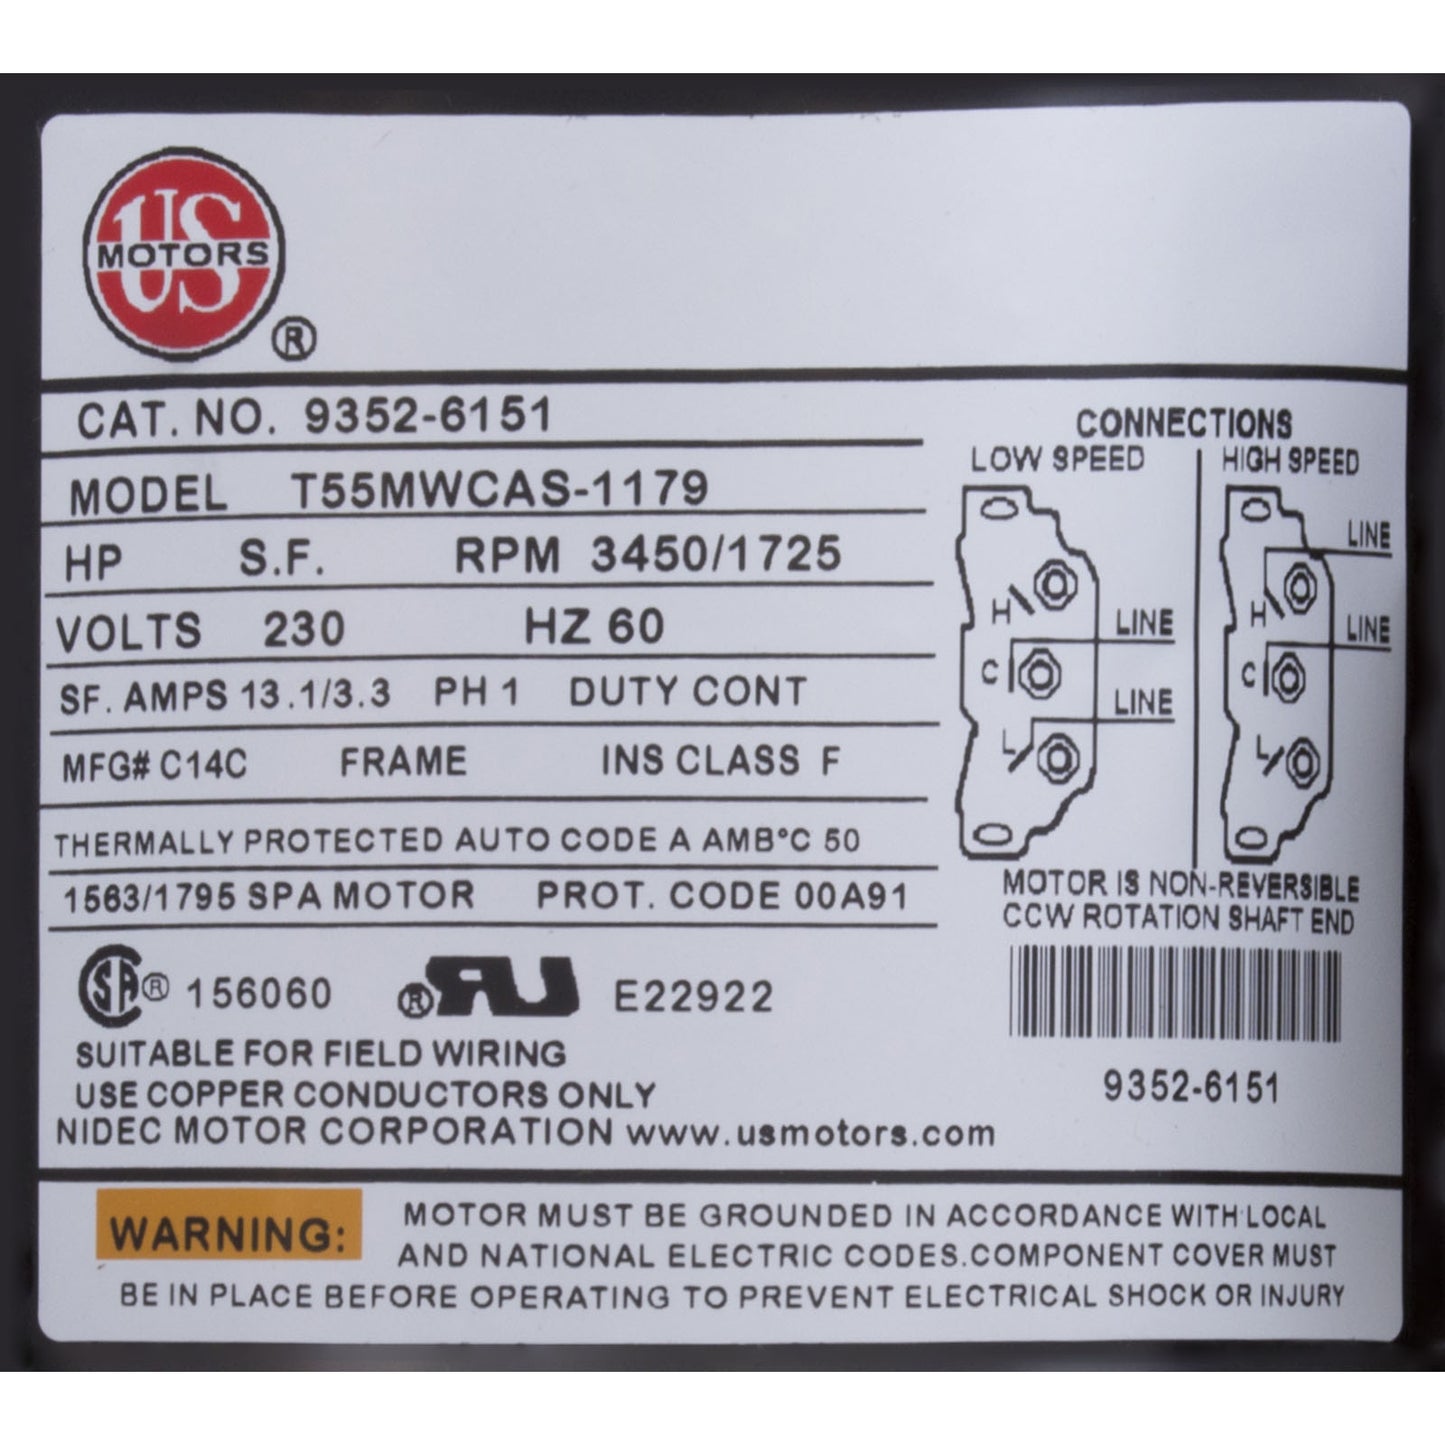 US
MOTORS
®
CAT. NO. 9352-6151
MODEL T55MWCAS-1179
HP S.F. RPM 3450/1725
VOLTS 230 HZ 60
SF. AMPS 13.1/3.3 PH 1 DUTY CONT
MFG# C14C FRAME INS CLASS F
THERMALLY PROTECTED AUTO CODE A AMB°C 50
1563/1795 SPA MOTOR PROT. CODE 00A91
SA ® 156060 ® RU E22922
SUITABLE FOR FIELD WIRING
USE COPPER CONDUCTORS ONLY
NIDEC MOTOR CORPORATION www.usmotors.com
CONNECTIONS
LOW SPEED
H
LINE
C
LINE
L
HIGH SPEED
LINE
H
LINE
C
L
MOTOR IS NON-REVERSIBLE
CCW ROTATION SHAFT END
9352-6151
WARNING: MOTOR MUST BE GROUNDED IN ACCORDANCE WITH LOCAL
AND NATIONAL ELECTRIC CODES.COMPONENT COVER MUST
BE IN PLACE BEFORE OPERATING TO PREVENT ELECTRICAL SHOCK OR INJURY